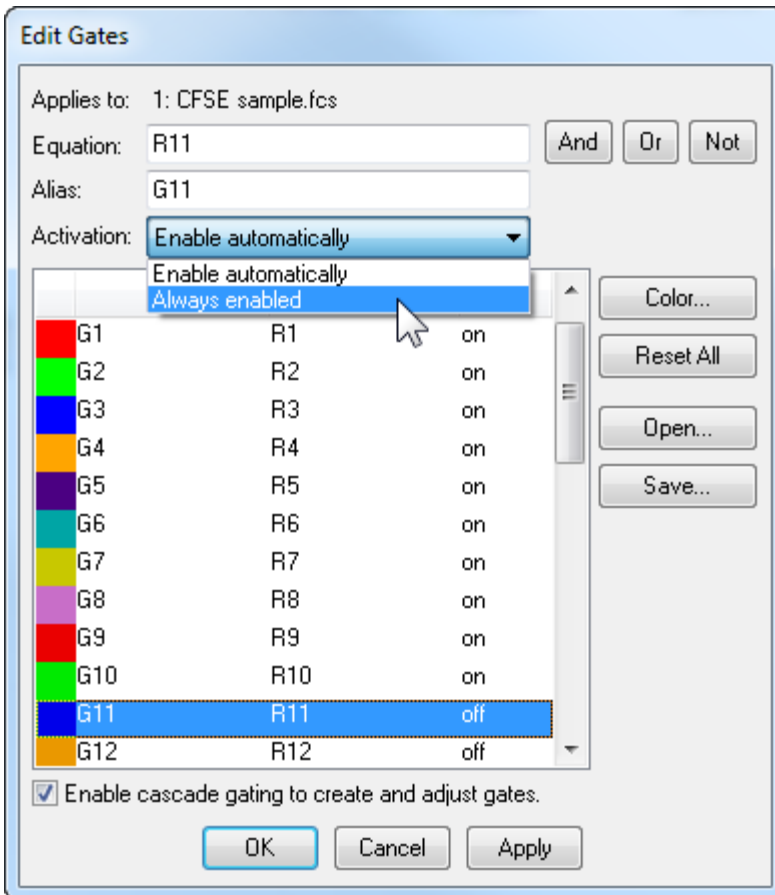 Edit Gates
Applies to: 1: CFSE sample.fcs
Equation: R11 And Or Not
Alias: G11
Activation: Enable automatically
Enable automatically
Always enabled
Color...
G1 R1 on
Reset All
G2 R2 on
G3 R3 on
Open...
G4 R4 on
G5 R5 on
Save...
G6 R6 on
G7 R7 on
G8 R8 on
G9 R9 on
G10 R10 on
G11 R11 off
G12 R12 off
Enable cascade gating to create and adjust gates.
OK Cancel Apply